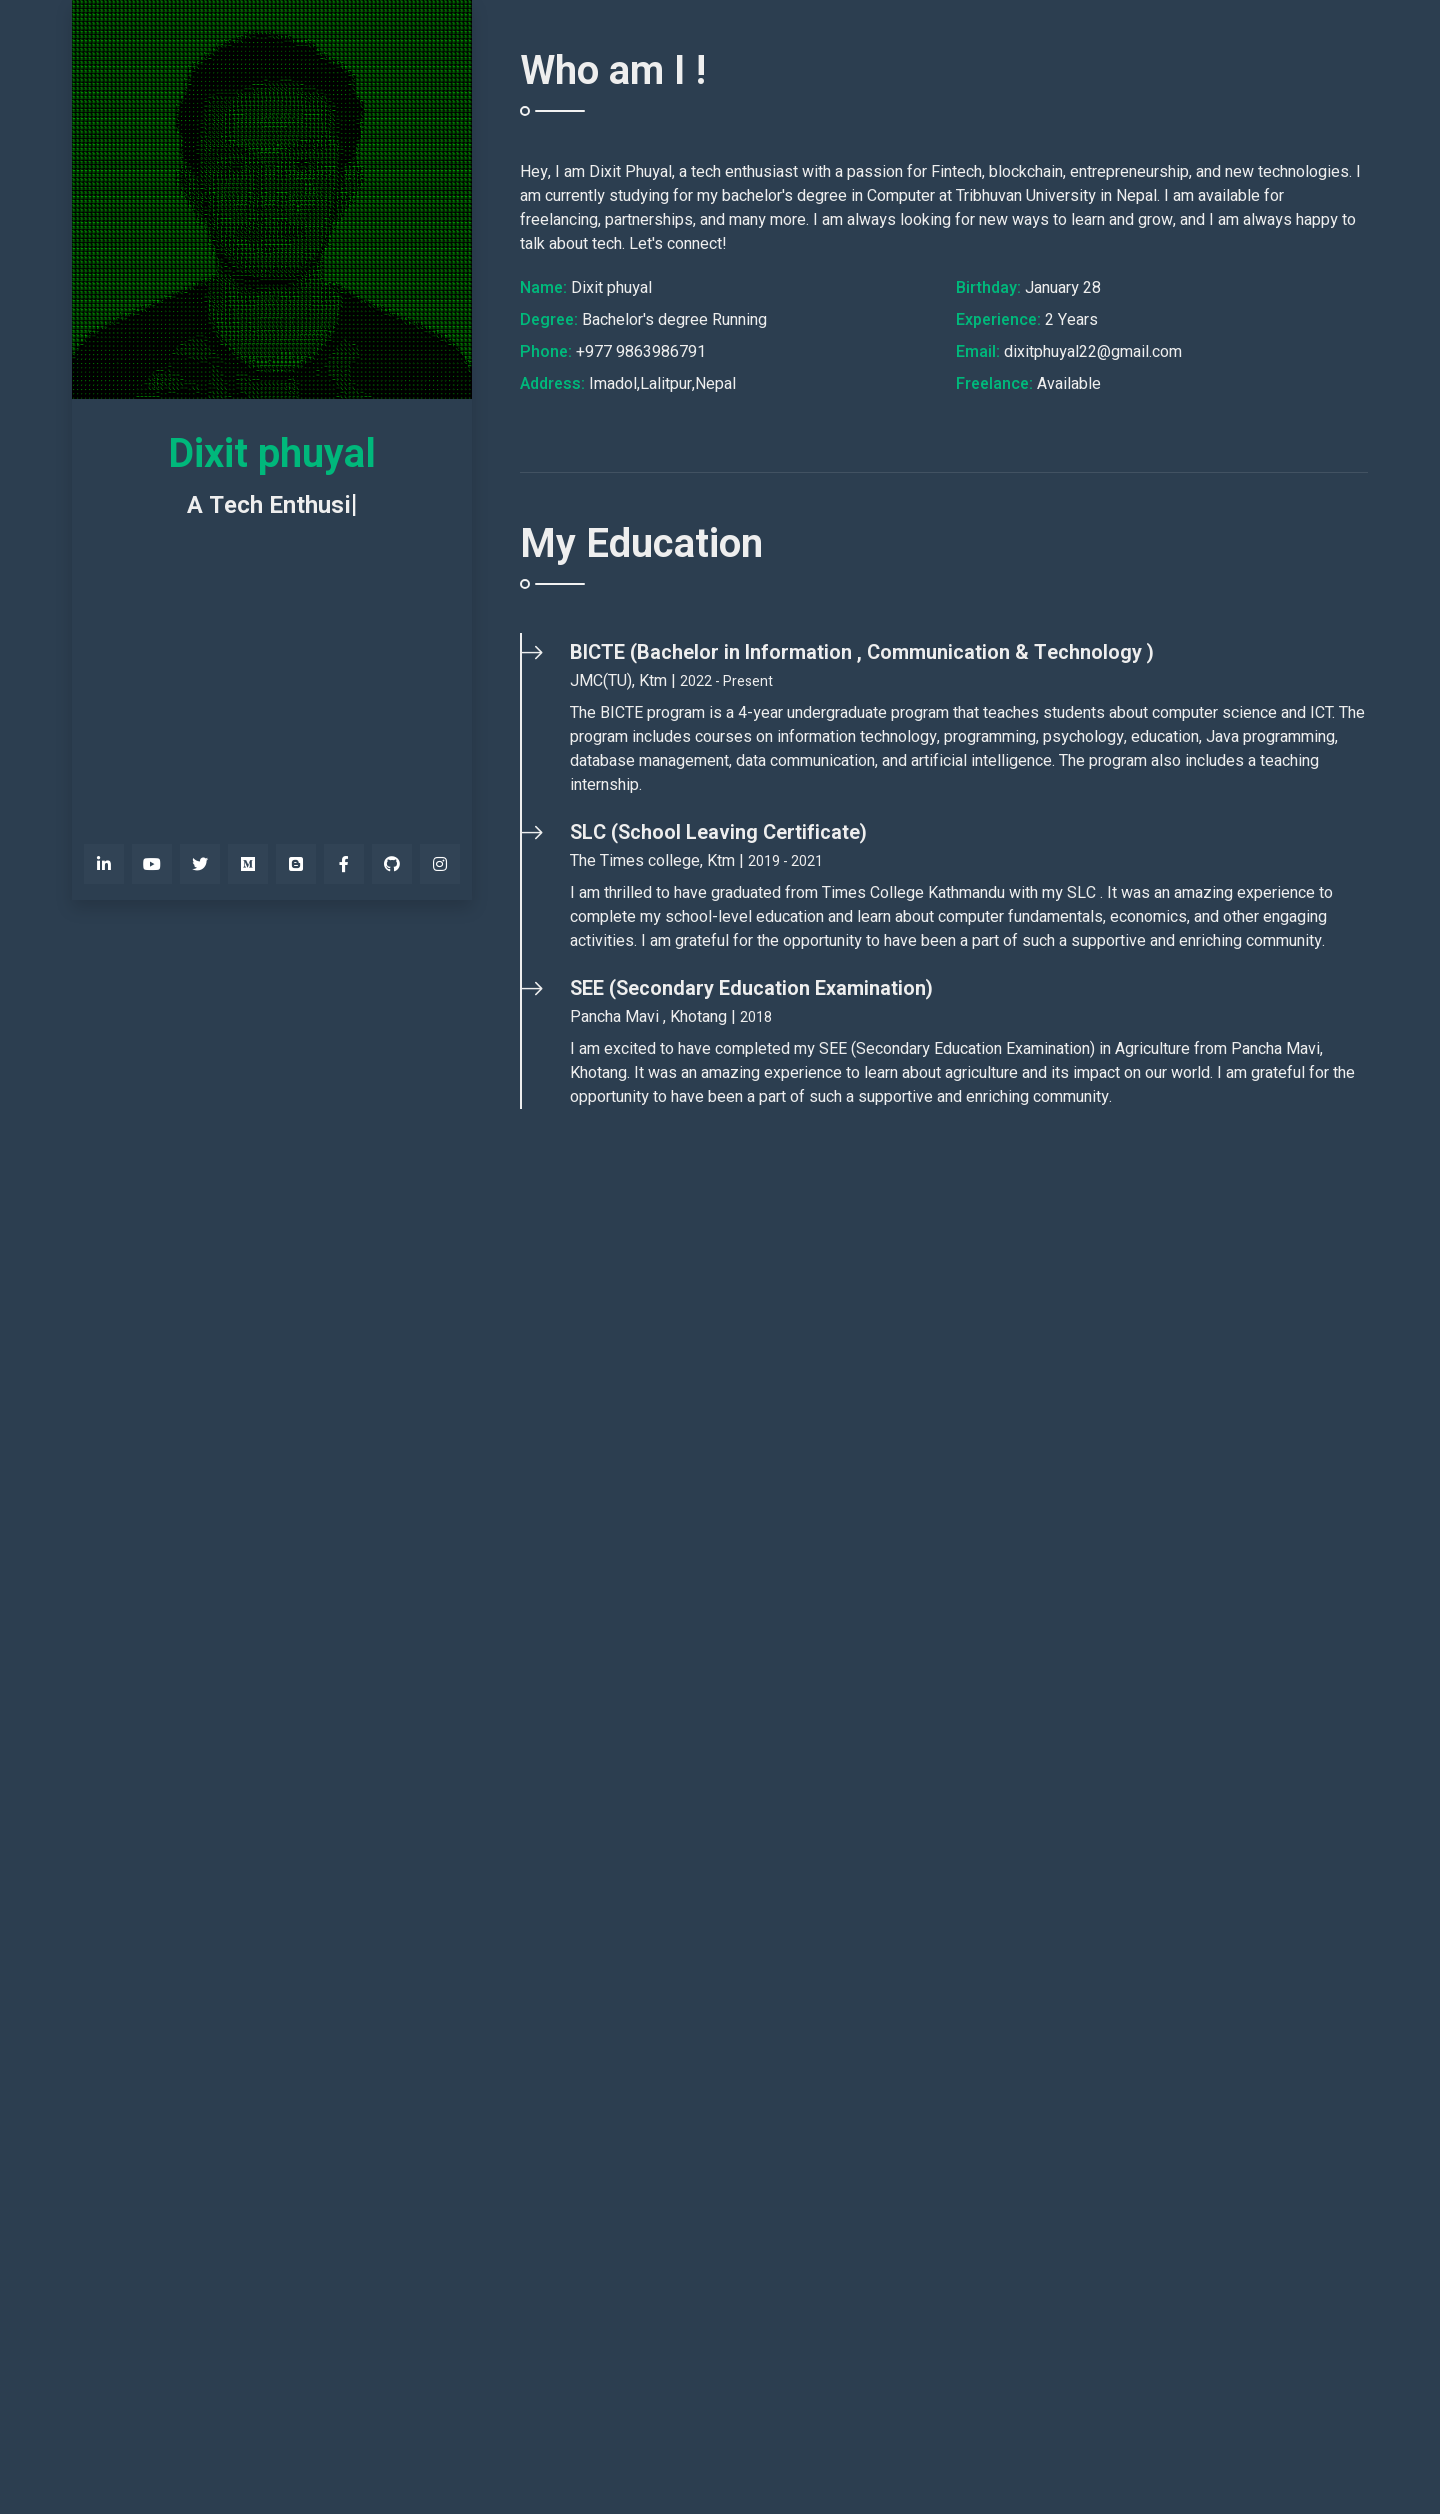 Dixit phuyal
A Tech Enthusi|
Who am I !
Hey, I am Dixit Phuyal, a tech enthusiast with a passion for Fintech, blockchain, entrepreneurship, and new technologies. I
am currently studying for my bachelor's degree in Computer at Tribhuvan University in Nepal. I am available for
freelancing, partnerships, and many more. I am always looking for new ways to learn and grow, and I am always happy to
talk about tech. Let's connect!
Name: Dixit phuyal
Birthday: January 28
Degree: Bachelor's degree Running
Experience: 2 Years
Phone: +977 9863986791
Email: dixitphuyal22@gmail.com
Address: Imadol,Lalitpur,Nepal
Freelance: Available
My Education
BICTE (Bachelor in Information , Communication & Technology )
JMC(TU), Ktm | 2022 - Present
The BICTE program is a 4-year undergraduate program that teaches students about computer science and ICT. The
program includes courses on information technology, programming, psychology, education, Java programming,
database management, data communication, and artificial intelligence. The program also includes a teaching
internship.
SLC (School Leaving Certificate)
The Times college, Ktm | 2019 - 2021
I am thrilled to have graduated from Times College Kathmandu with my SLC . It was an amazing experience to
complete my school-level education and learn about computer fundamentals, economics, and other engaging
activities. I am grateful for the opportunity to have been a part of such a supportive and enriching community.
SEE (Secondary Education Examination)
Pancha Mavi , Khotang | 2018
I am excited to have completed my SEE (Secondary Education Examination) in Agriculture from Pancha Mavi,
Khotang. It was an amazing experience to learn about agriculture and its impact on our world. I am grateful for the
opportunity to have been a part of such a supportive and enriching community.